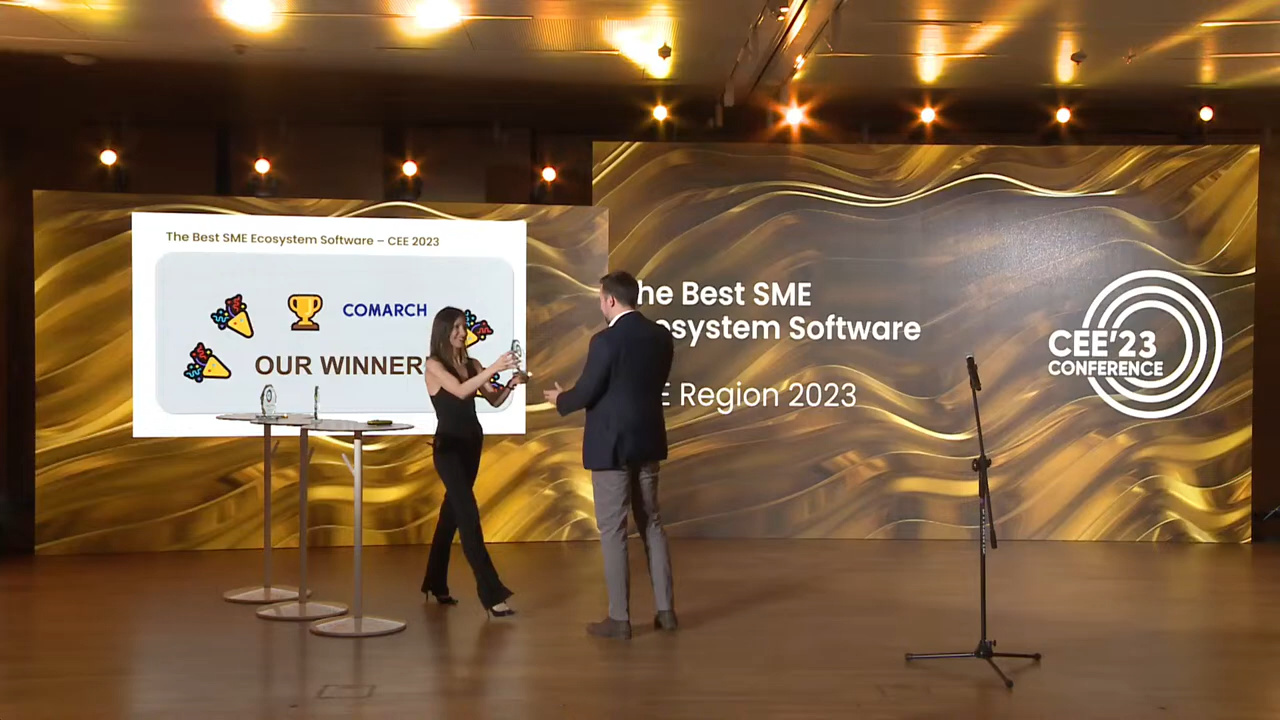 The Best SME Ecosystem Software – CEE 2023
COMARCH
OUR WINNER
he Best SME
osystem Software
E Region 2023
CEE'23
CONFERENCE